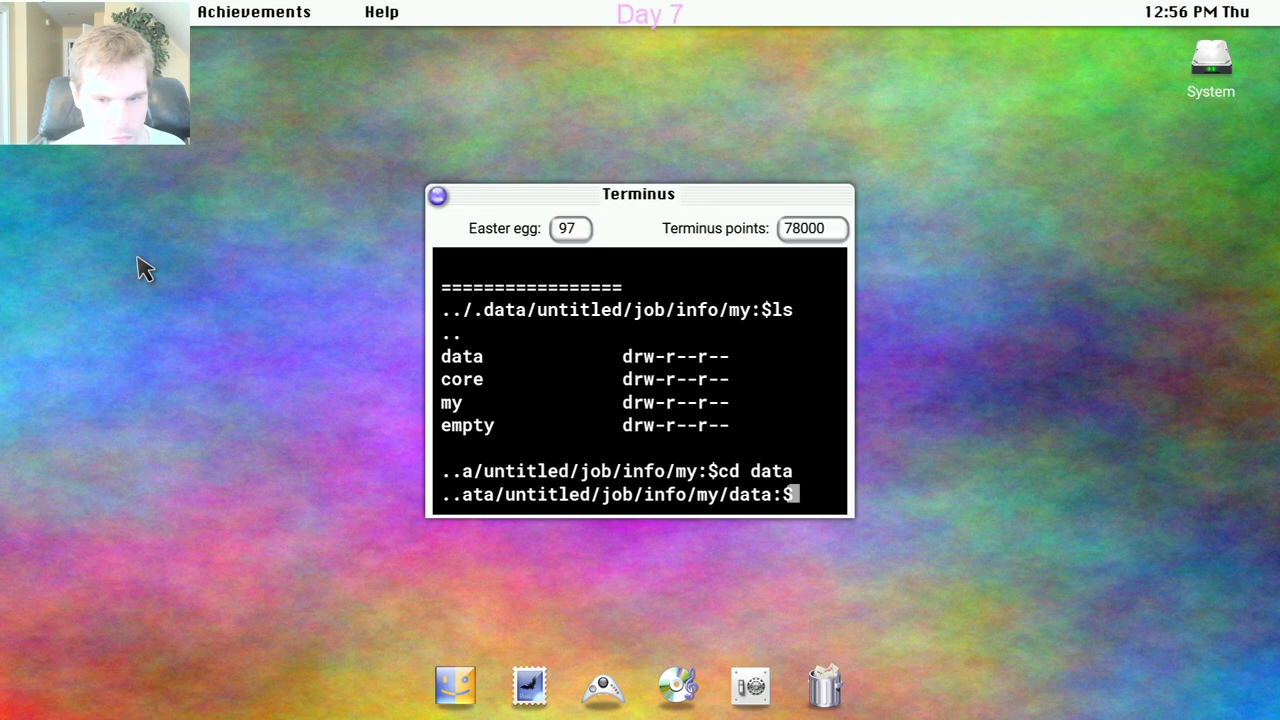 Achievements Help Day 7 12:56 PM Thu
System
Terminus
Easter egg: 97 Terminus points: 78000
=================
../.data/untitled/job/info/my:$ls
..
data drw-r--r--
core drw-r--r--
my drw-r--r--
empty drw-r--r--
..a/untitled/job/info/my:$cd data
..ata/untitled/job/info/my/data:$